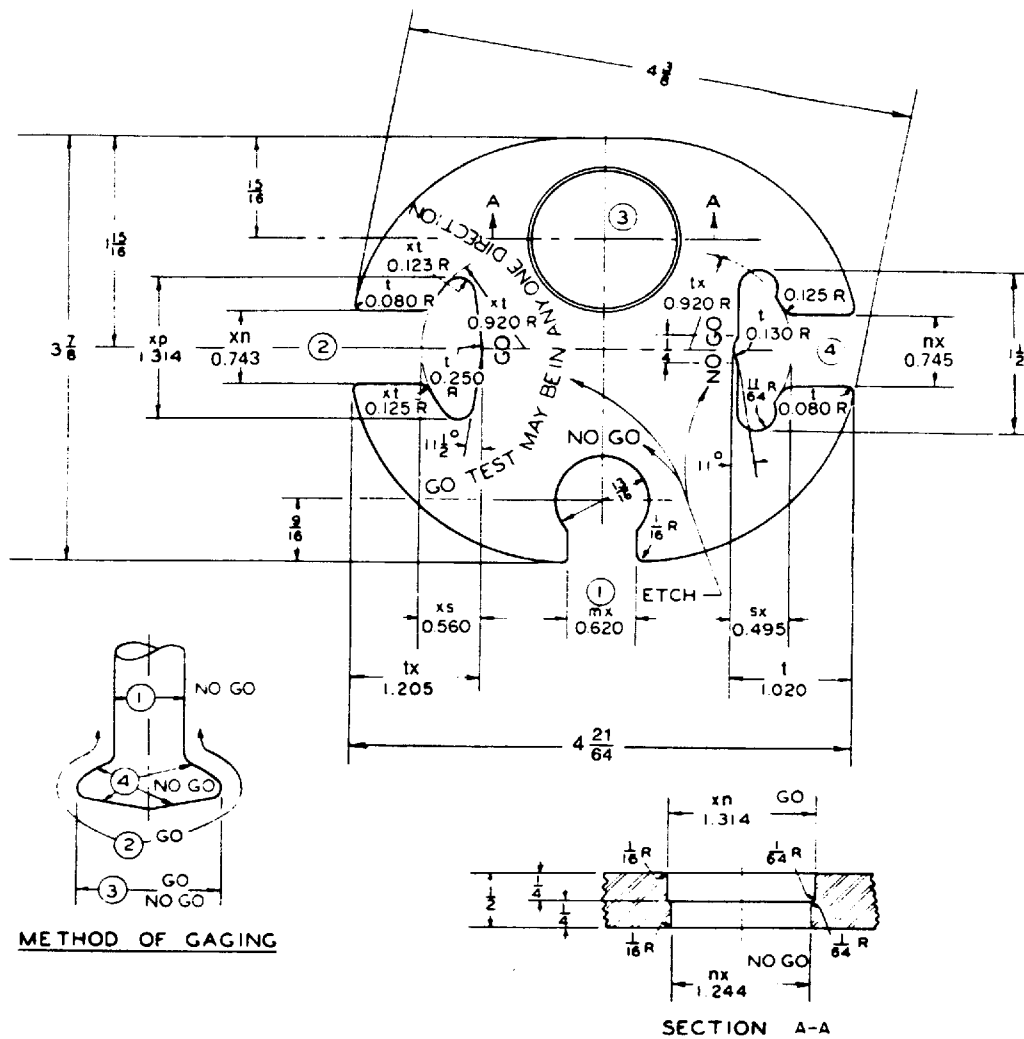 4 3/8
15/16
1 15/16
3 7/8
A
A
3
GO TEST MAY BE IN ANY ONE DIRECTION
xt
0.123 R
t
0.080 R
xt
0.920 R
GO
tx
0.920 R
1/4
NO GO
0.125 R
t
0.130 R
4
nx
0.745
1 1/2
xp
1.314
xn
0.743
2
t
0.250
R
xt
0.125 R
11 1/2°
11/64 R
t
0.080 R
11°
NO GO
9/16
1/16 R
1
ETCH
xs
0.560
mx
0.620
sx
0.495
tx
1.205
t
1.020
4 21/64
1
NO GO
4
NO GO
2
GO
3
GO
NO GO
METHOD OF GAGING
xn
GO
1.314
1/16 R
1/64 R
1/2
1/4
1/4
1/16 R
1/64 R
NO GO
nx
1.244
SECTION A-A